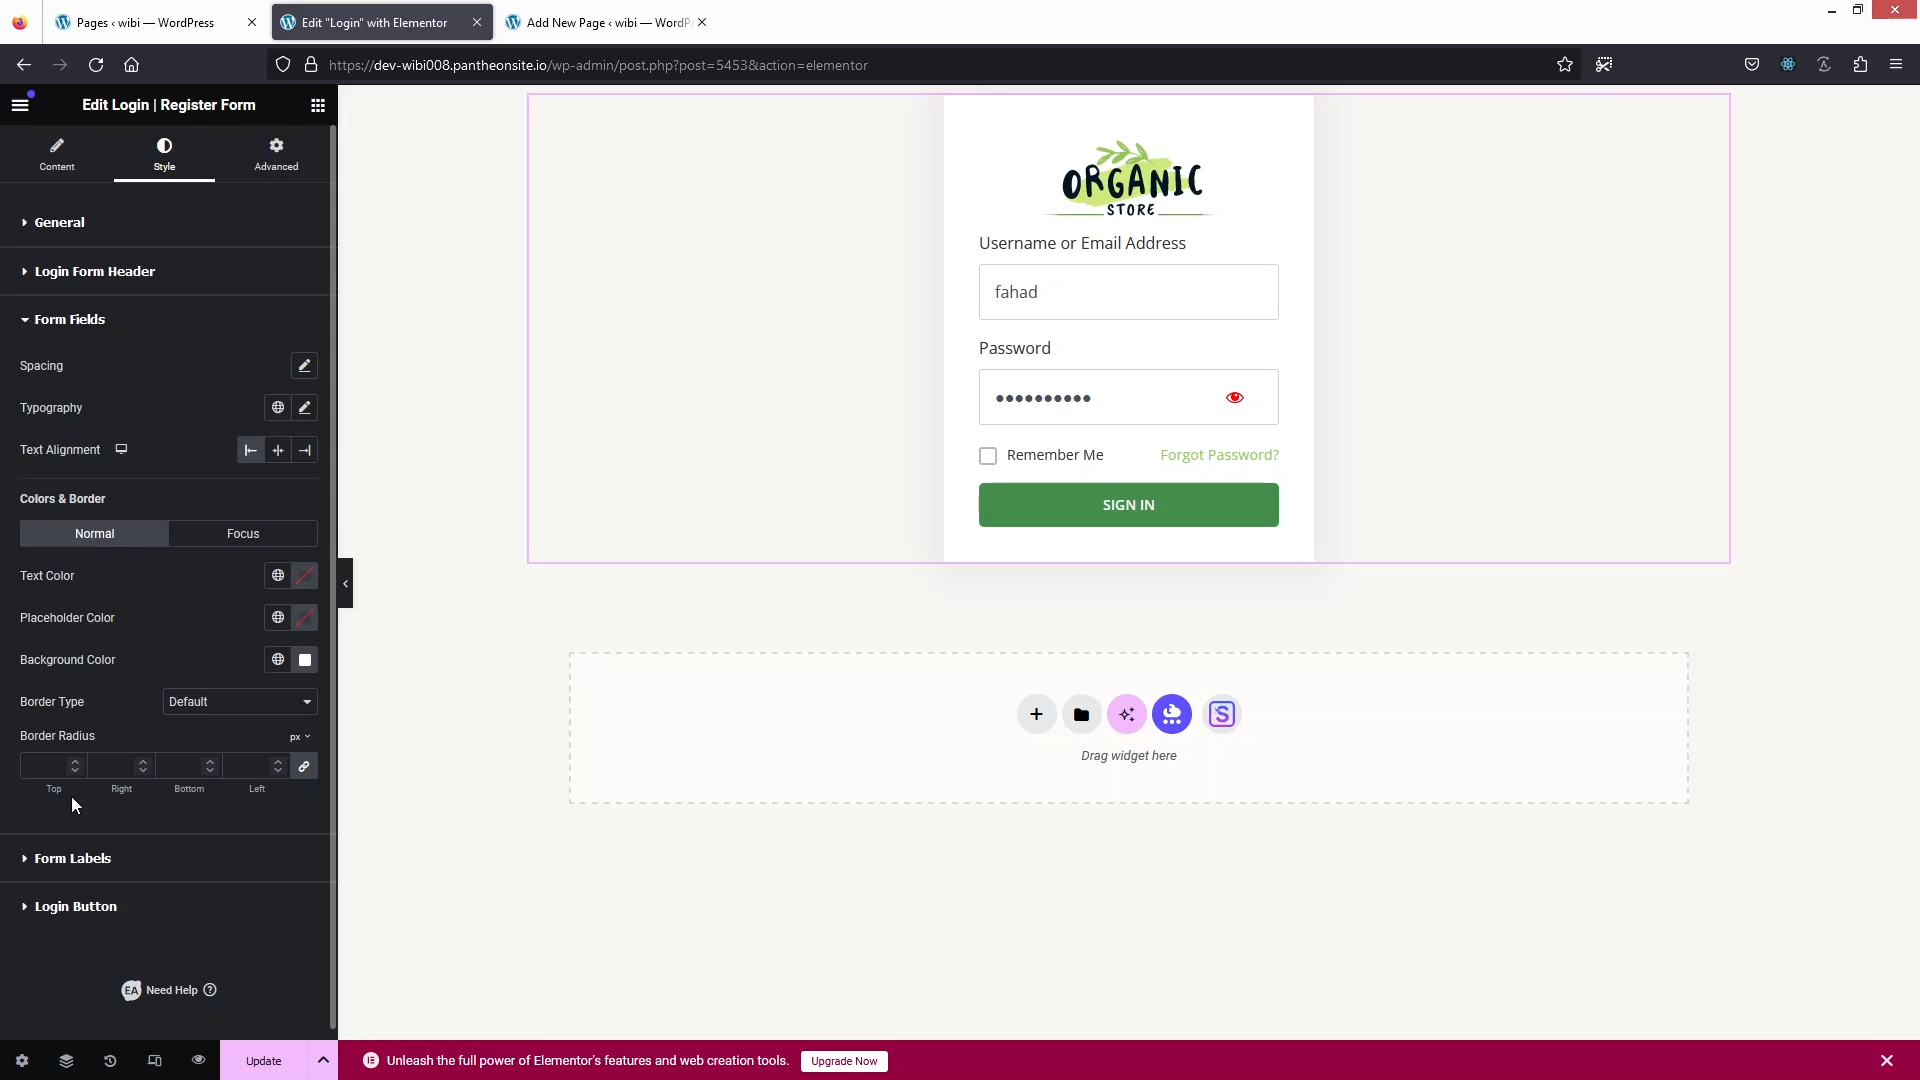 Pages ‹ wibi — WordPress
Edit "Login" with Elementor
Add New Page ‹ wibi — WordP
https://dev-wibi008.pantheonsite.io/wp-admin/post.php?post=5453&action=elementor
Edit Login | Register Form
Content
Style
Advanced
General
Login Form Header
Form Fields
Spacing
Typography
Text Alignment
Colors & Border
Normal
Focus
Text Color
Placeholder Color
Background Color
Border Type
Default
Border Radius
px
Top
Right
Bottom
Left
Form Labels
Login Button
EA
Need Help
Update
ORGANIC
STORE
Username or Email Address
fahad
Password
Remember Me
Forgot Password?
SIGN IN
Drag widget here
Unleash the full power of Elementor's features and web creation tools.
Upgrade Now